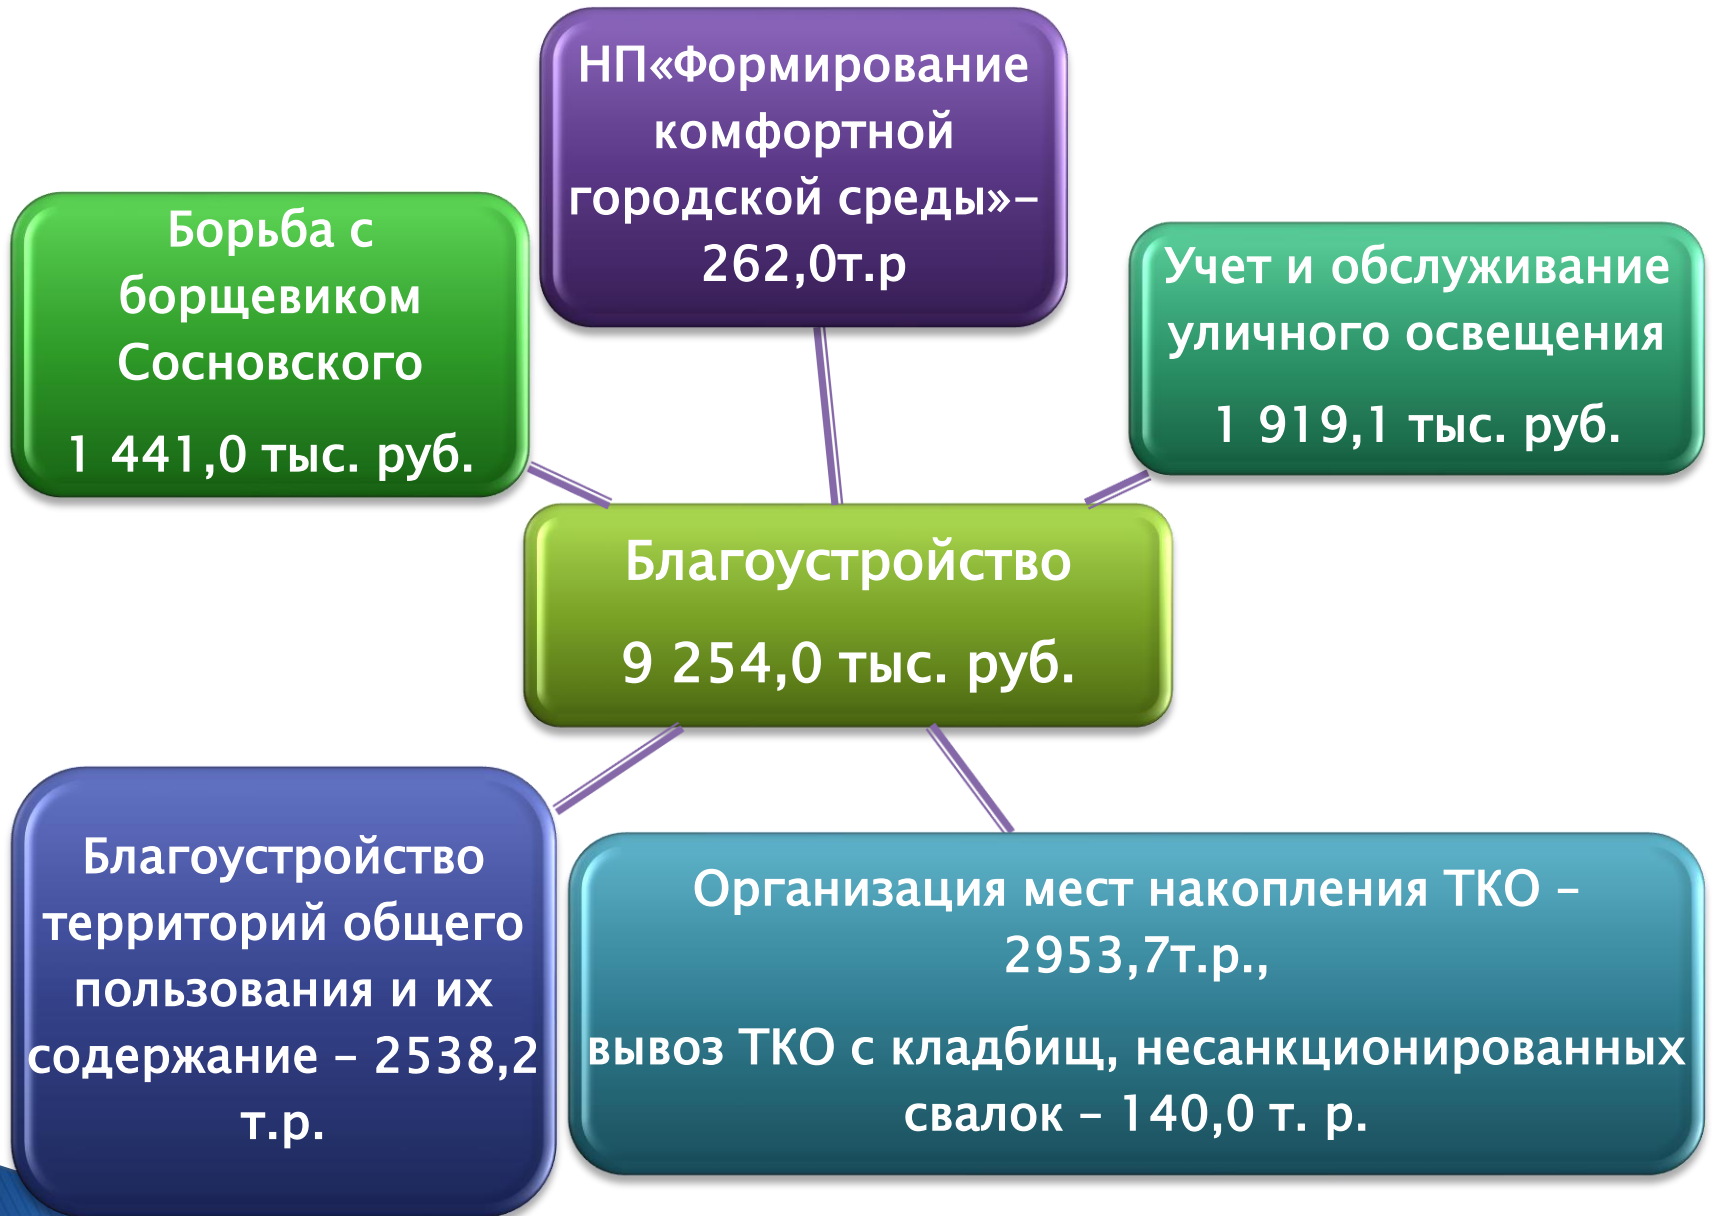 НП«Формирование
комфортной
городской среды»–
262,0т.р
Борьба с
борщевиком
Сосновского
1 441,0 тыс. руб.
Учет и обслуживание
уличного освещения
1 919,1 тыс. руб.
Благоустройство
9 254,0 тыс. руб.
Благоустройство
территорий общего
пользования и их
содержание – 2538,2
т.р.
Организация мест накопления ТКО –
2953,7т.р.,
вывоз ТКО с кладбищ, несанкционированных
свалок – 140,0 т. р.